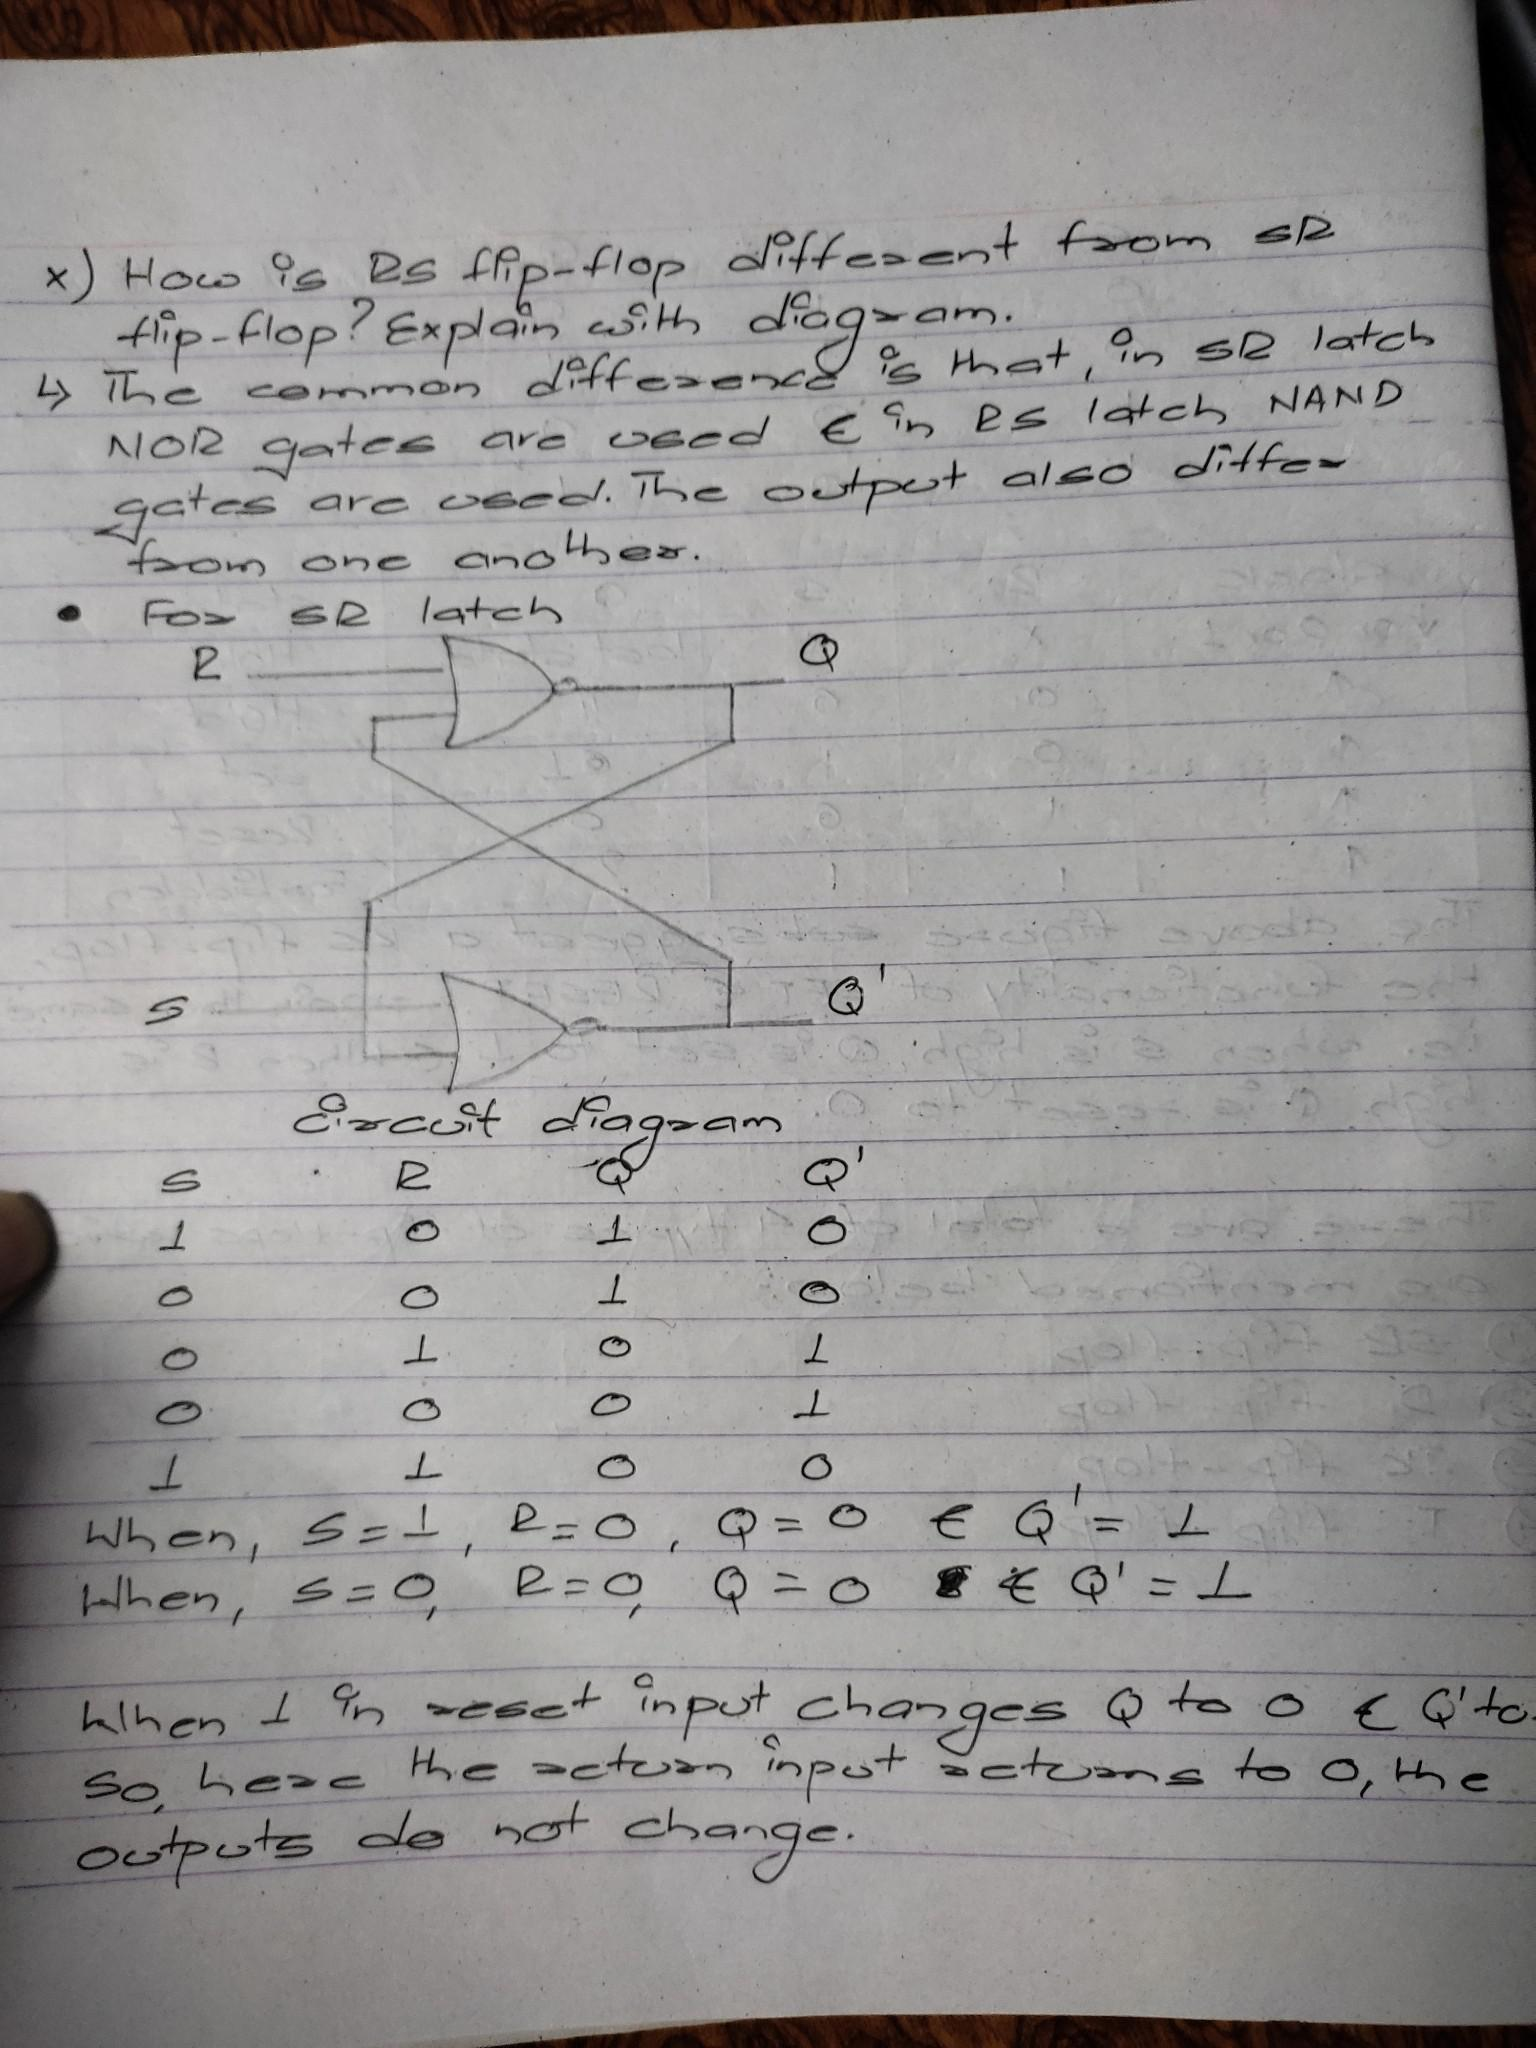 x) How is RS flip-flop different from SR
flip-flop? Explain with diagram.
↳ The common difference is that, in SR latch
NOR gates are used & in RS latch NAND
gates are used. The output also differ
from one another.
• For SR latch
R Q
S Q'
Circuit diagram
S R Q Q'
1 0 1 0
0 0 1 0
0 1 0 1
0 0 0 1
1 1 0 0
When, S=1, R=0, Q=0 & Q'=1
When, S=0, R=0, Q=0 & Q'=1
When 1 in reset input changes Q to 0 & Q' to
So, here the return input returns to 0, the
outputs do not change.